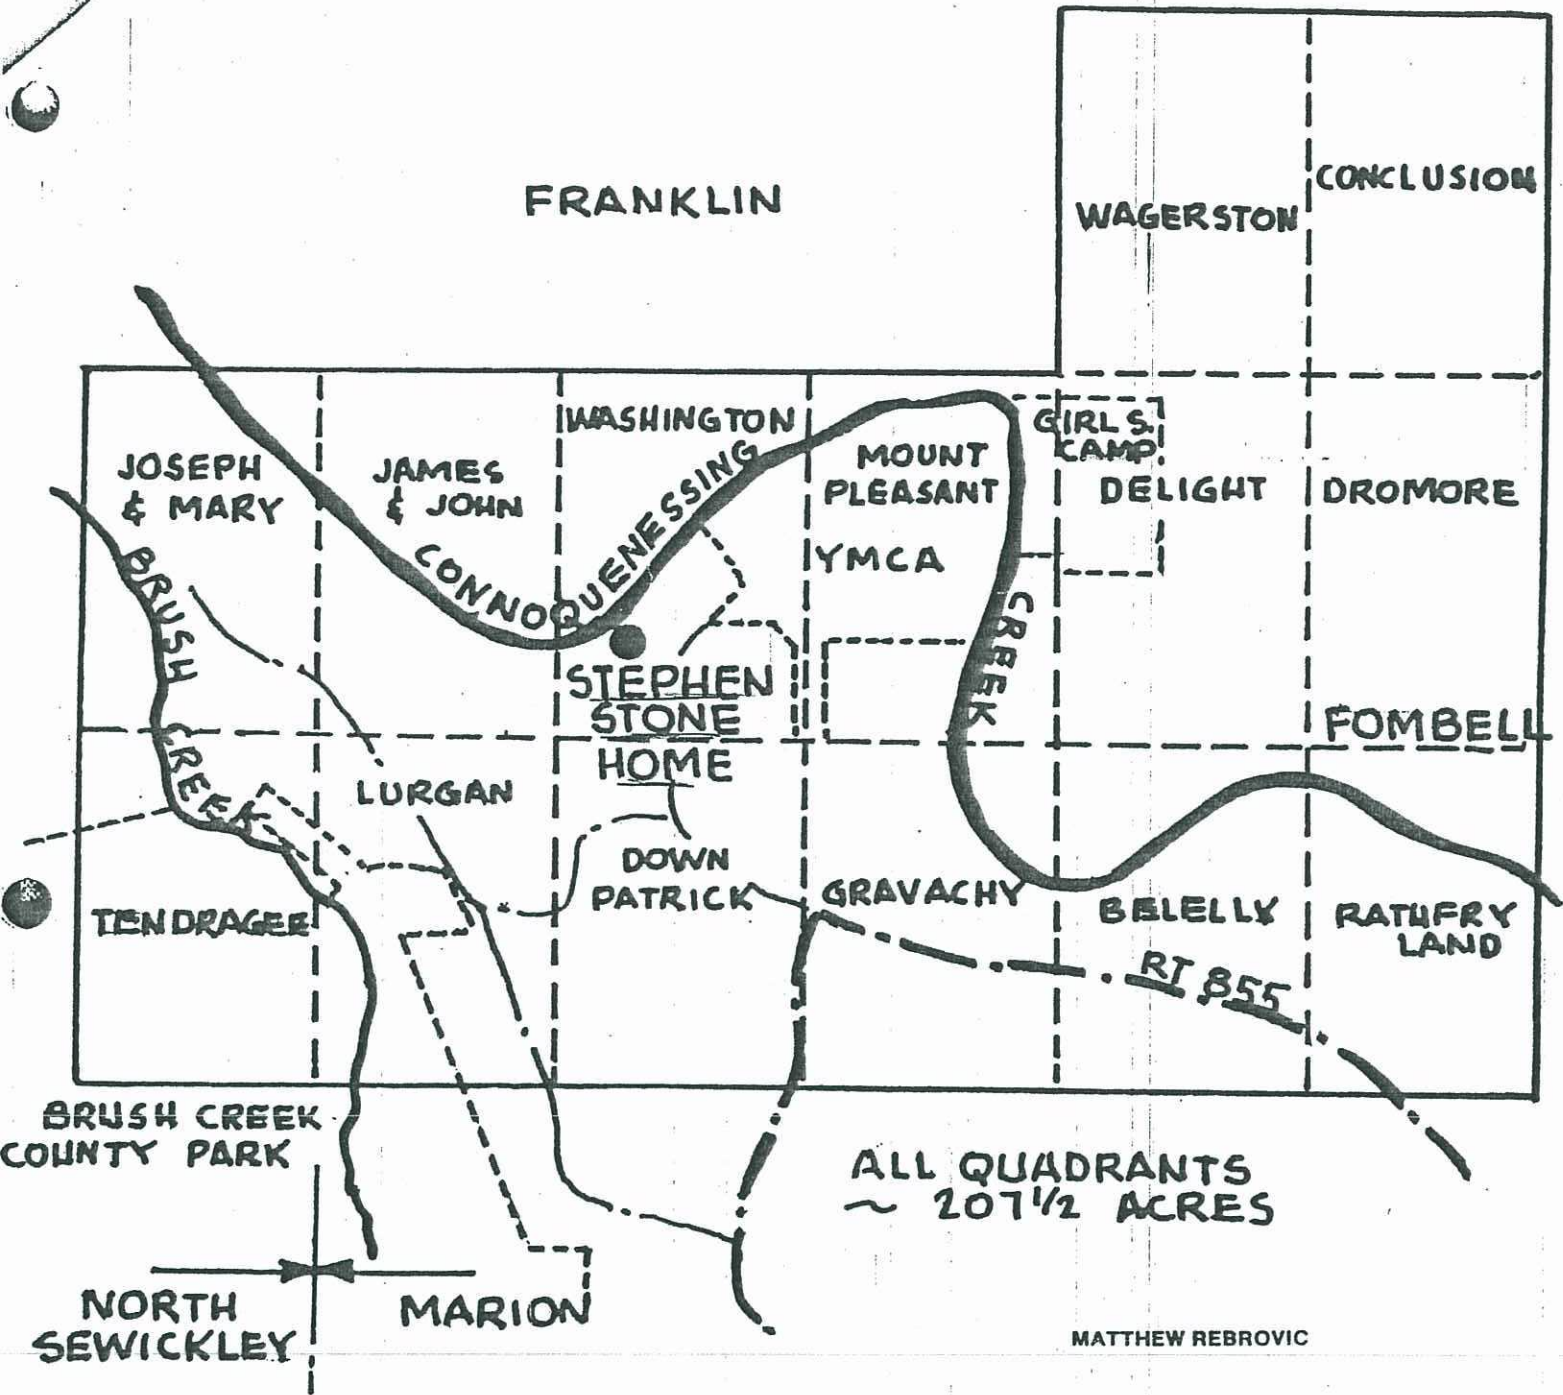 FRANKLIN
WAGERSTON
CONCLUSION
JOSEPH
& MARY
JAMES
& JOHN
WASHINGTON
MOUNT
PLEASANT
YMCA
GIRLS.
CAMP.
DELIGHT
DROMORE
CONNOQUENESSING
CREEK
BRUSH
CREEK
STEPHEN
STONE
HOME
FOMBELL
LURGAN
DOWN
PATRICK
TENDRAGEE
GRAVACHY
BELELLY
RATHFRY
LAND
RT 855
BRUSH CREEK
COUNTY PARK
ALL QUADRANTS
~ 207 1/2 ACRES
NORTH
SEWICKLEY
MARION
MATTHEW REBROVIC